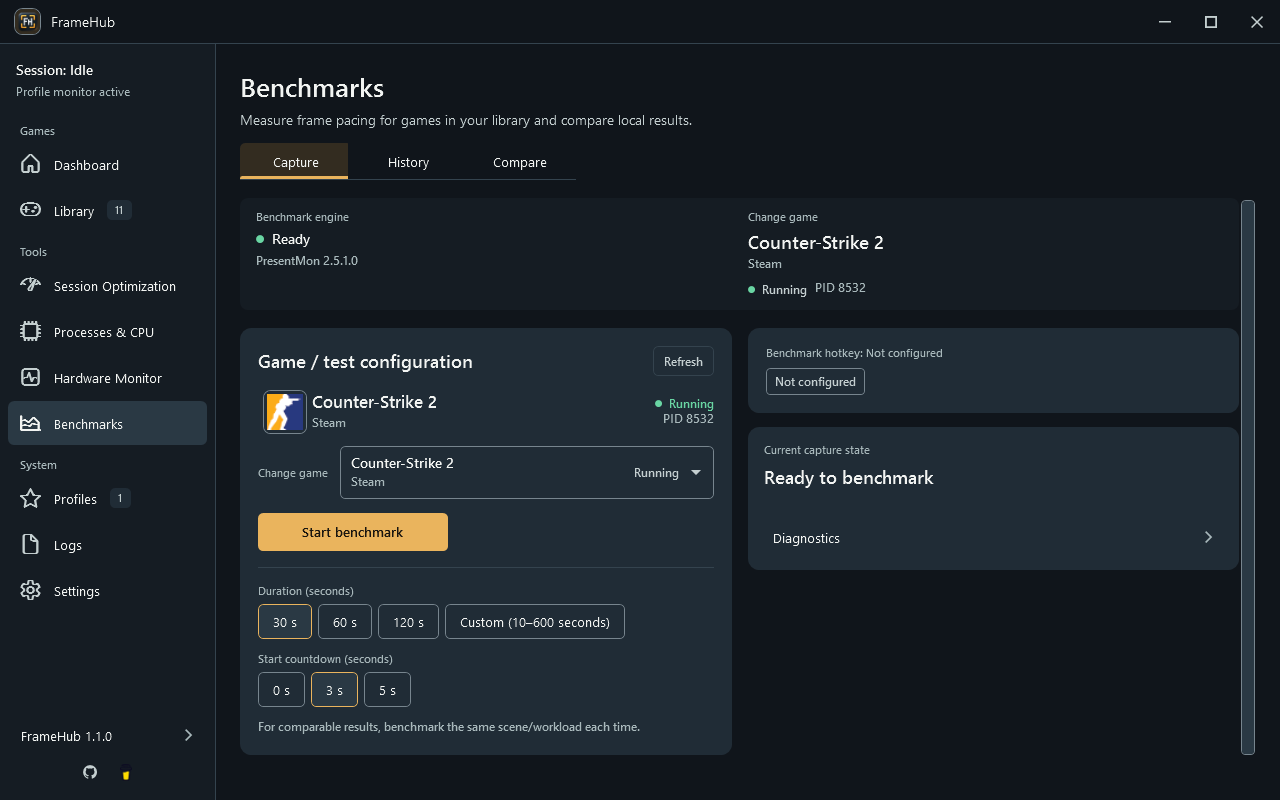 FH FrameHub
Session: Idle
Profile monitor active
Games
Dashboard
Library 11
Tools
Session Optimization
Processes & CPU
Hardware Monitor
Benchmarks
System
Profiles 1
Logs
Settings
FrameHub 1.1.0
Benchmarks
Measure frame pacing for games in your library and compare local results.
Capture History Compare
Benchmark engine
Ready
PresentMon 2.5.1.0
Change game
Counter-Strike 2
Steam
Running PID 8532
Game / test configuration
Refresh
Counter-Strike 2
Steam
Running
PID 8532
Change game
Counter-Strike 2
Steam
Running
Start benchmark
Duration (seconds)
30 s 60 s 120 s Custom (10–600 seconds)
Start countdown (seconds)
0 s 3 s 5 s
For comparable results, benchmark the same scene/workload each time.
Benchmark hotkey: Not configured
Not configured
Current capture state
Ready to benchmark
Diagnostics